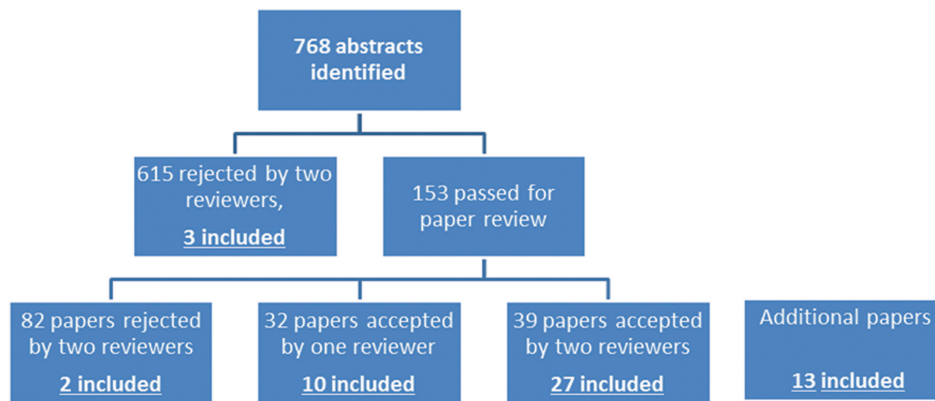 768 abstracts
identified
615 rejected by two
reviewers,
3 included
153 passed for
paper review
82 papers rejected
by two reviewers
2 included
32 papers accepted
by one reviewer
10 included
39 papers accepted
by two reviewers
27 included
Additional papers
13 included